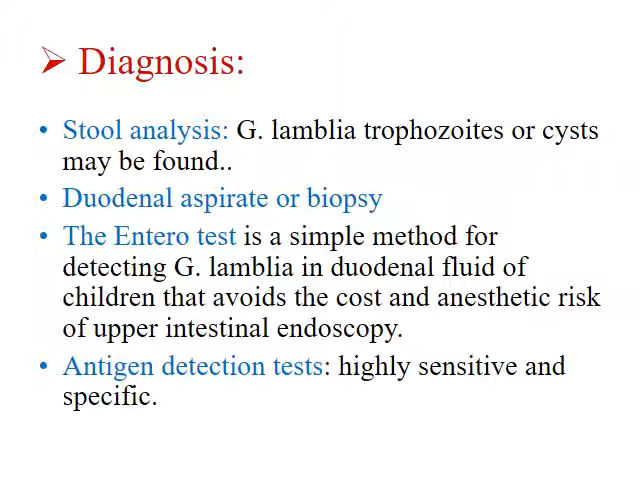 ➢ Diagnosis:
• Stool analysis: G. lamblia trophozoites or cysts
may be found..
• Duodenal aspirate or biopsy
• The Entero test is a simple method for
detecting G. lamblia in duodenal fluid of
children that avoids the cost and anesthetic risk
of upper intestinal endoscopy.
• Antigen detection tests: highly sensitive and
specific.